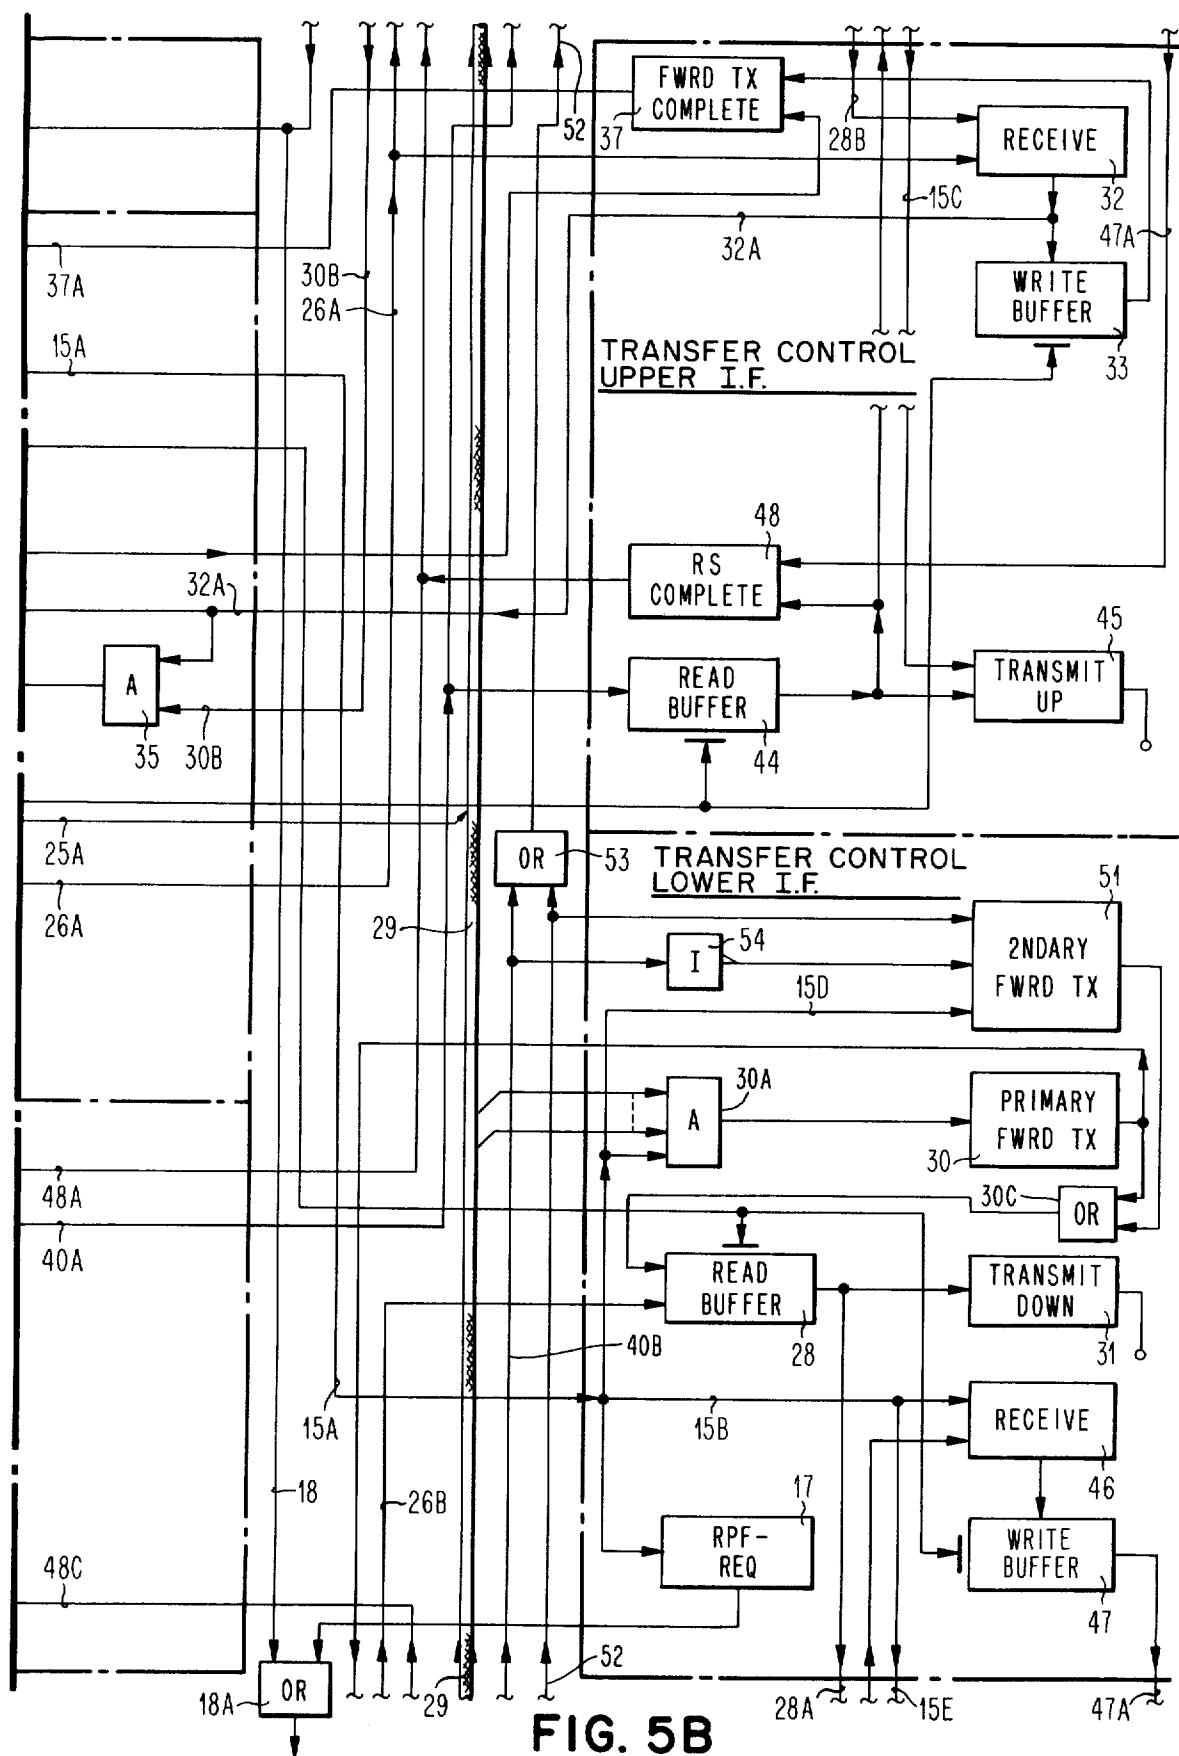 52
FWRD TX
COMPLETE
37
28B
RECEIVE
32
15C
47A
32A
37A
30B
26A
WRITE
BUFFER
33
15A
TRANSFER CONTROL
UPPER I.F.
48
RS
COMPLETE
32A
45
TRANSMIT
UP
READ
BUFFER
44
A
35
30B
25A
OR
53
TRANSFER CONTROL
LOWER I.F.
51
26A
29
54
I
2NDARY
FWRD TX
15D
30A
A
PRIMARY
FWRD TX
30
48A
30C
OR
40A
READ
BUFFER
28
TRANSMIT
DOWN
31
40B
15A
15B
RECEIVE
46
18
26B
17
RPF-
REQ
WRITE
BUFFER
47
48C
18A
OR
29
52
28A
15E
47A
FIG. 5B